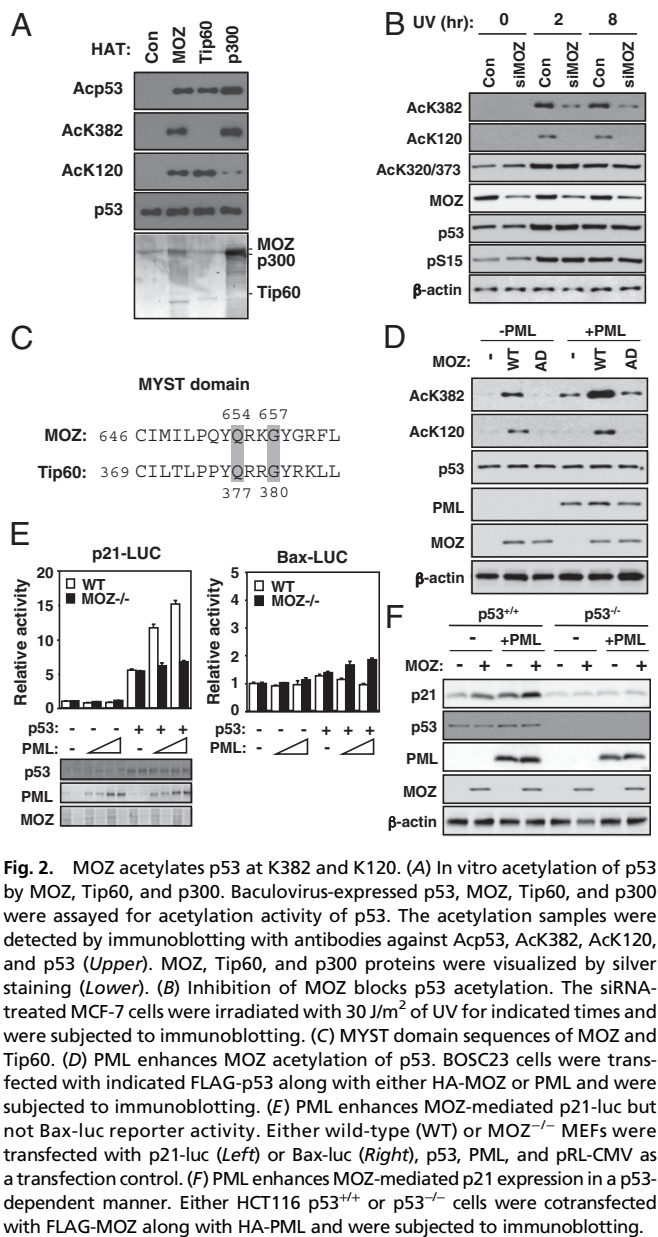 A
HAT: Con MOZ Tip60 p300
Acp53
AcK382
AcK120
p53
MOZ
p300
Tip60
B UV (hr): 0 2 8
Con siMOZ Con siMOZ Con siMOZ
AcK382
AcK120
AcK320/373
MOZ
p53
pS15
β-actin
C
MYST domain
654 657
MOZ: 646 CIMILPQYQRKGYGRFL
Tip60: 369 CILTLPPYQRRGYRKLL
377 380
D
-PML +PML
MOZ: - WT AD - WT AD
AcK382
AcK120
p53
PML
MOZ
β-actin
E
p21-LUC
Relative activity
20
15
10
5
0
WT
MOZ-/-
Bax-LUC
Relative activity
5
4
3
2
1
0
WT
MOZ-/-
p53: - - - + + +
PML: - -
p53: - - - + + +
PML: - -
p53
PML
MOZ
F
p53+/+ p53-/-
- +PML - +PML
MOZ: - + - + - + - +
p21
p53
PML
MOZ
β-actin
Fig. 2. MOZ acetylates p53 at K382 and K120. (A) In vitro acetylation of p53
by MOZ, Tip60, and p300. Baculovirus-expressed p53, MOZ, Tip60, and p300
were assayed for acetylation activity of p53. The acetylation samples were
detected by immunoblotting with antibodies against Acp53, AcK382, AcK120,
and p53 (Upper). MOZ, Tip60, and p300 proteins were visualized by silver
staining (Lower). (B) Inhibition of MOZ blocks p53 acetylation. The siRNA-
treated MCF-7 cells were irradiated with 30 J/m² of UV for indicated times and
were subjected to immunoblotting. (C) MYST domain sequences of MOZ and
Tip60. (D) PML enhances MOZ acetylation of p53. BOSC23 cells were trans-
fected with indicated FLAG-p53 along with either HA-MOZ or PML and were
subjected to immunoblotting. (E) PML enhances MOZ-mediated p21-luc but
not Bax-luc reporter activity. Either wild-type (WT) or MOZ−/− MEFs were
transfected with p21-luc (Left) or Bax-luc (Right), p53, PML, and pRL-CMV as
a transfection control. (F) PML enhances MOZ-mediated p21 expression in a p53-
dependent manner. Either HCT116 p53+/+ or p53−/− cells were cotransfected
with FLAG-MOZ along with HA-PML and were subjected to immunoblotting.